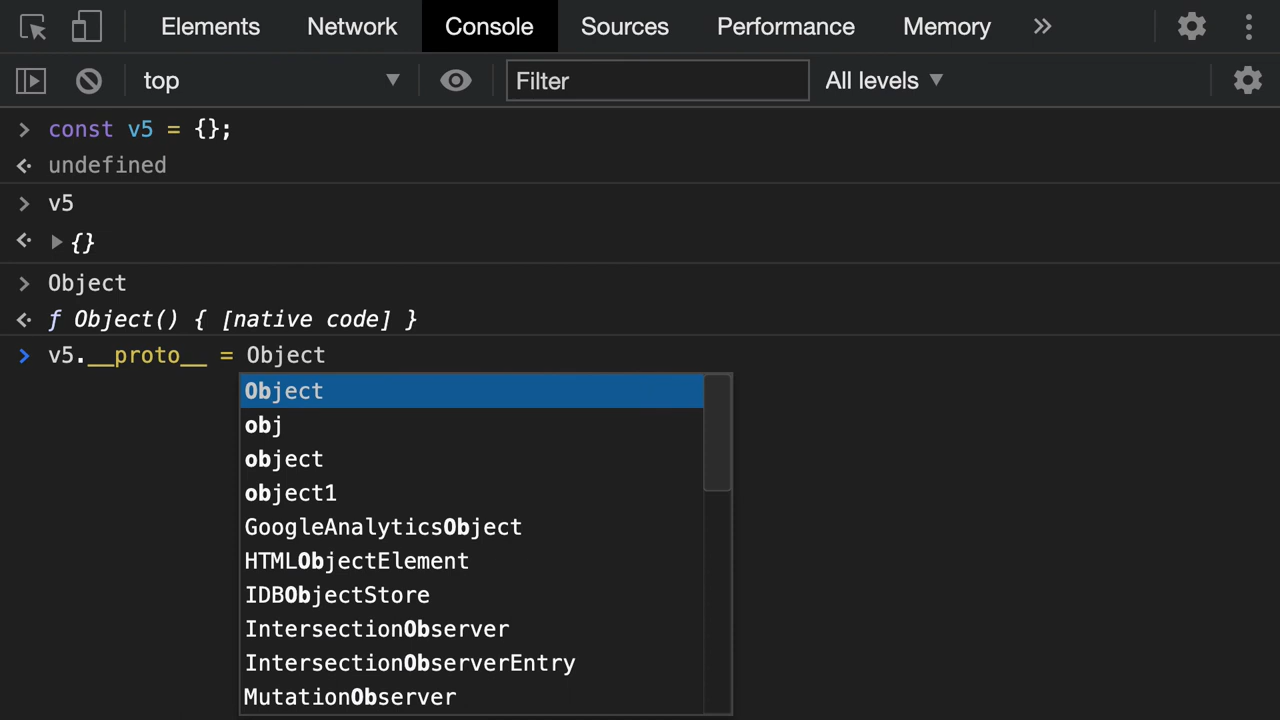 Elements Network Console Sources Performance Memory »
top ▼ Filter All levels ▼
> const v5 = {};
undefined
> v5
▶ {}
> Object
ƒ Object() { [native code] }
> v5.__proto__ = Object
Object
obj
object
object1
GoogleAnalyticsObject
HTMLObjectElement
IDBObjectStore
IntersectionObserver
IntersectionObserverEntry
MutationObserver